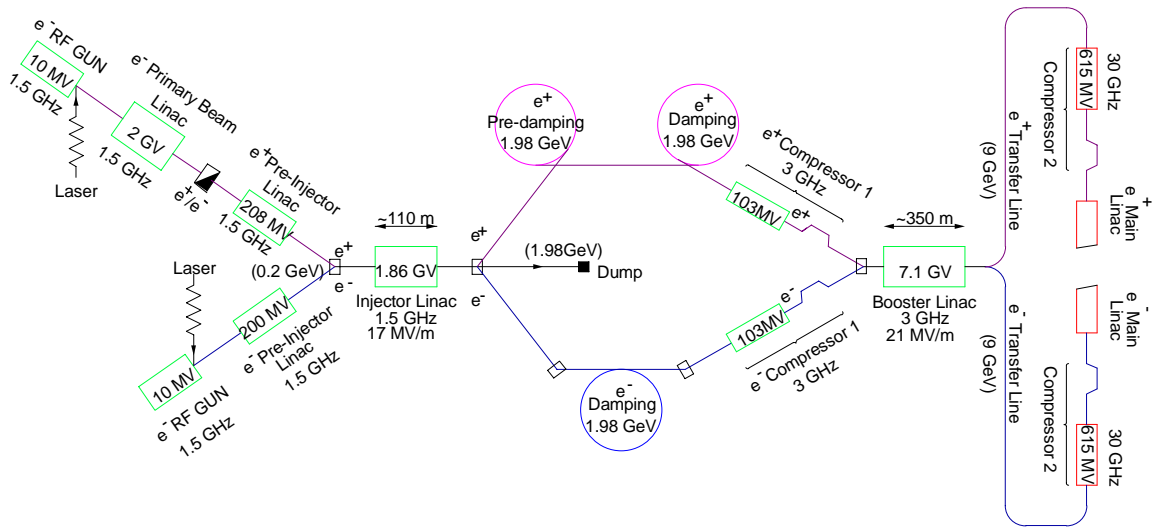 e⁻ RF GUN
10 MV
1.5 GHz
Laser
e⁻ Primary Beam
Linac
2 GV
1.5 GHz
e⁺/e⁻
e⁺Pre-Injector
Linac
208 MV
1.5 GHz
Laser
10 MV
e⁻ RF GUN
1.5 GHz
200 MV
e⁻ Pre-Injector
Linac
1.5 GHz
(0.2 GeV)
e⁺
e⁻
~110 m
1.86 GV
Injector Linac
1.5 GHz
17 MV/m
e⁺
e⁻
(1.98GeV)
Dump
e⁺
Pre-damping
1.98 GeV
e⁺
Damping
1.98 GeV
e⁻
Damping
1.98 GeV
e⁺Compressor 1
3 GHz
103MV
e⁺
103MV
e⁻
e⁻ Compressor 1
3 GHz
~350 m
7.1 GV
Booster Linac
3 GHz
21 MV/m
e⁺Transfer Line
(9 GeV)
e⁻ Transfer Line
(9 GeV)
Compressor 2
615 MV
30 GHz
e⁺ Main
Linac
e⁻ Main
Linac
Compressor 2
615 MV
30 GHz